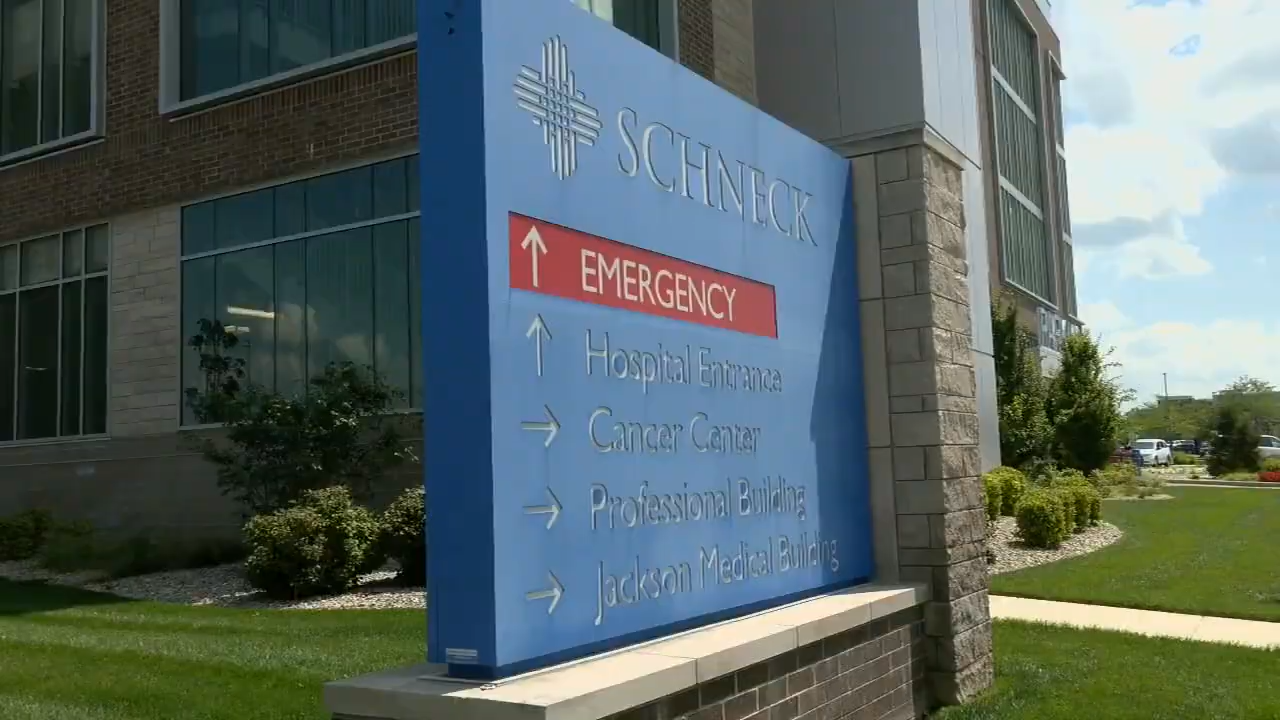 SCHNECK
↑ EMERGENCY
↑ Hospital Entrance
→ Cancer Center
→ Professional Building
→ Jackson Medical Building